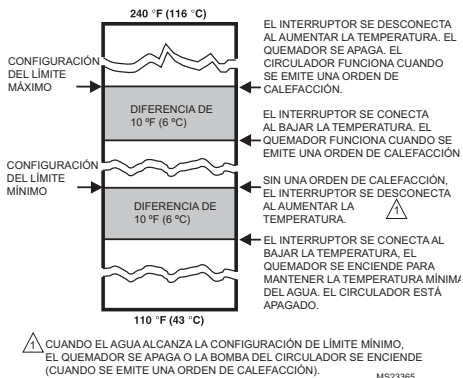 240 °F (116 °C)
EL INTERRUPTOR SE DESCONECTA
AL AUMENTAR LA TEMPERATURA. EL
QUEMADOR SE APAGA. EL
CIRCULADOR FUNCIONA CUANDO
SE EMITE UNA ORDEN DE
CALEFACCIÓN.
CONFIGURACIÓN
DEL LÍMITE
MÁXIMO
DIFERENCIA DE
10 ºF (6 ºC)
EL INTERRUPTOR SE CONECTA
AL BAJAR LA TEMPERATURA. EL
QUEMADOR FUNCIONA CUANDO SE
EMITE UNA ORDEN DE CALEFACCIÓN
CONFIGURACIÓN
DEL LÍMITE
MÍNIMO
SIN UNA ORDEN DE CALEFACCIÓN,
EL INTERRUPTOR SE DESCONECTA
AL AUMENTAR LA
TEMPERATURA.
1
DIFERENCIA DE
10 ºF (6 ºC)
EL INTERRUPTOR SE CONECTA AL
BAJAR LA TEMPERATURA, EL
QUEMADOR SE ENCIENDE PARA
MANTENER LA TEMPERATURA MÍNIMA
DEL AGUA. EL CIRCULADOR ESTÁ
APAGADO.
110 °F (43 °C)
1 CUANDO EL AGUA ALCANZA LA CONFIGURACIÓN DE LÍMITE MÍNIMO,
EL QUEMADOR SE APAGA O LA BOMBA DEL CIRCULADOR SE ENCIENDE
(CUANDO SE EMITE UNA ORDEN DE CALEFACCIÓN).
MS23365